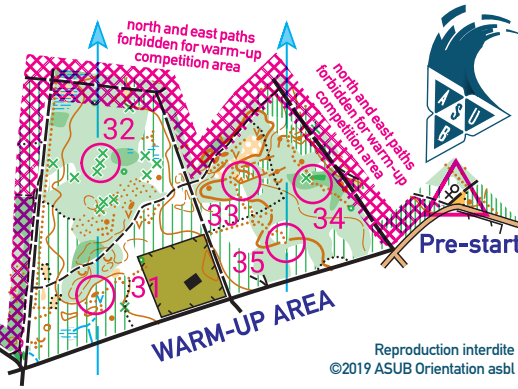 north and east paths
forbidden for warm-up
competition area
north and east paths
forbidden for warm-up
competition area
A
S
U
B
32
33
34
35
31
Pre-start
WARM-UP AREA
Reproduction interdite
©2019 ASUB Orientation asbl